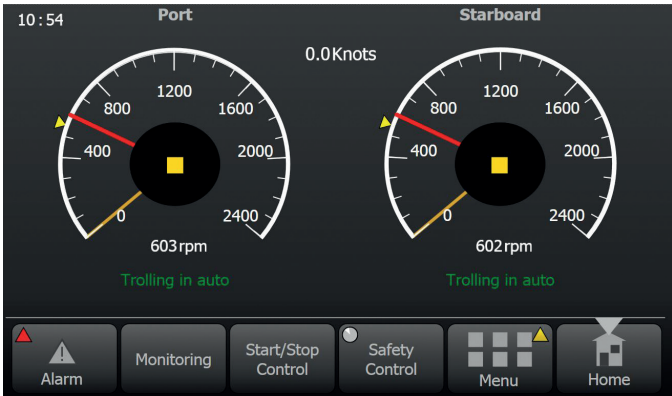 10:54
Port
Starboard
0.0Knots
0
400
800
1200
1600
2000
2400
0
400
800
1200
1600
2000
2400
603rpm
602rpm
Trolling in auto
Trolling in auto
Alarm
Monitoring
Start/Stop
Control
Safety
Control
Menu
Home